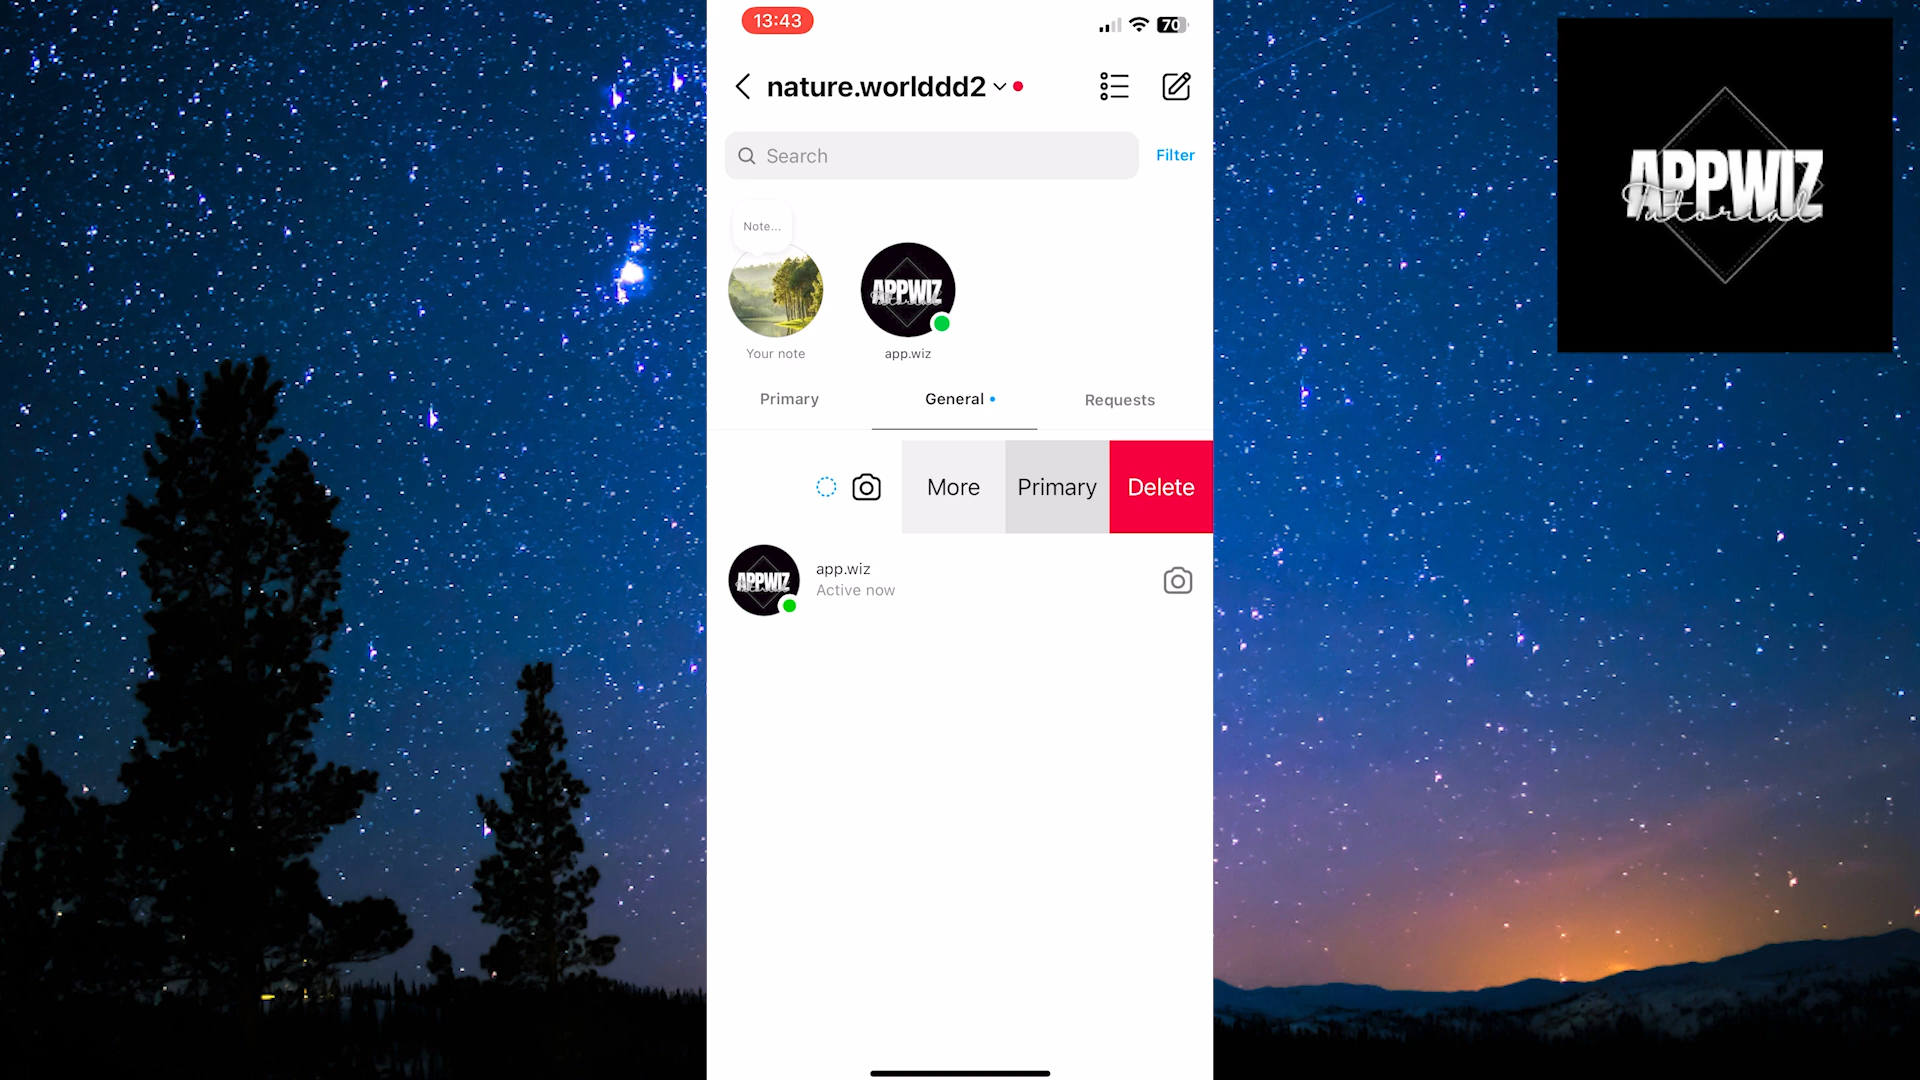 13:43
70
nature.worlddd2
Search
Filter
Note...
APPWIZ
Tutorial
APPWIZ
Your note
app.wiz
Primary
General
Requests
More
Primary
Delete
APPWIZ
app.wiz
Active now